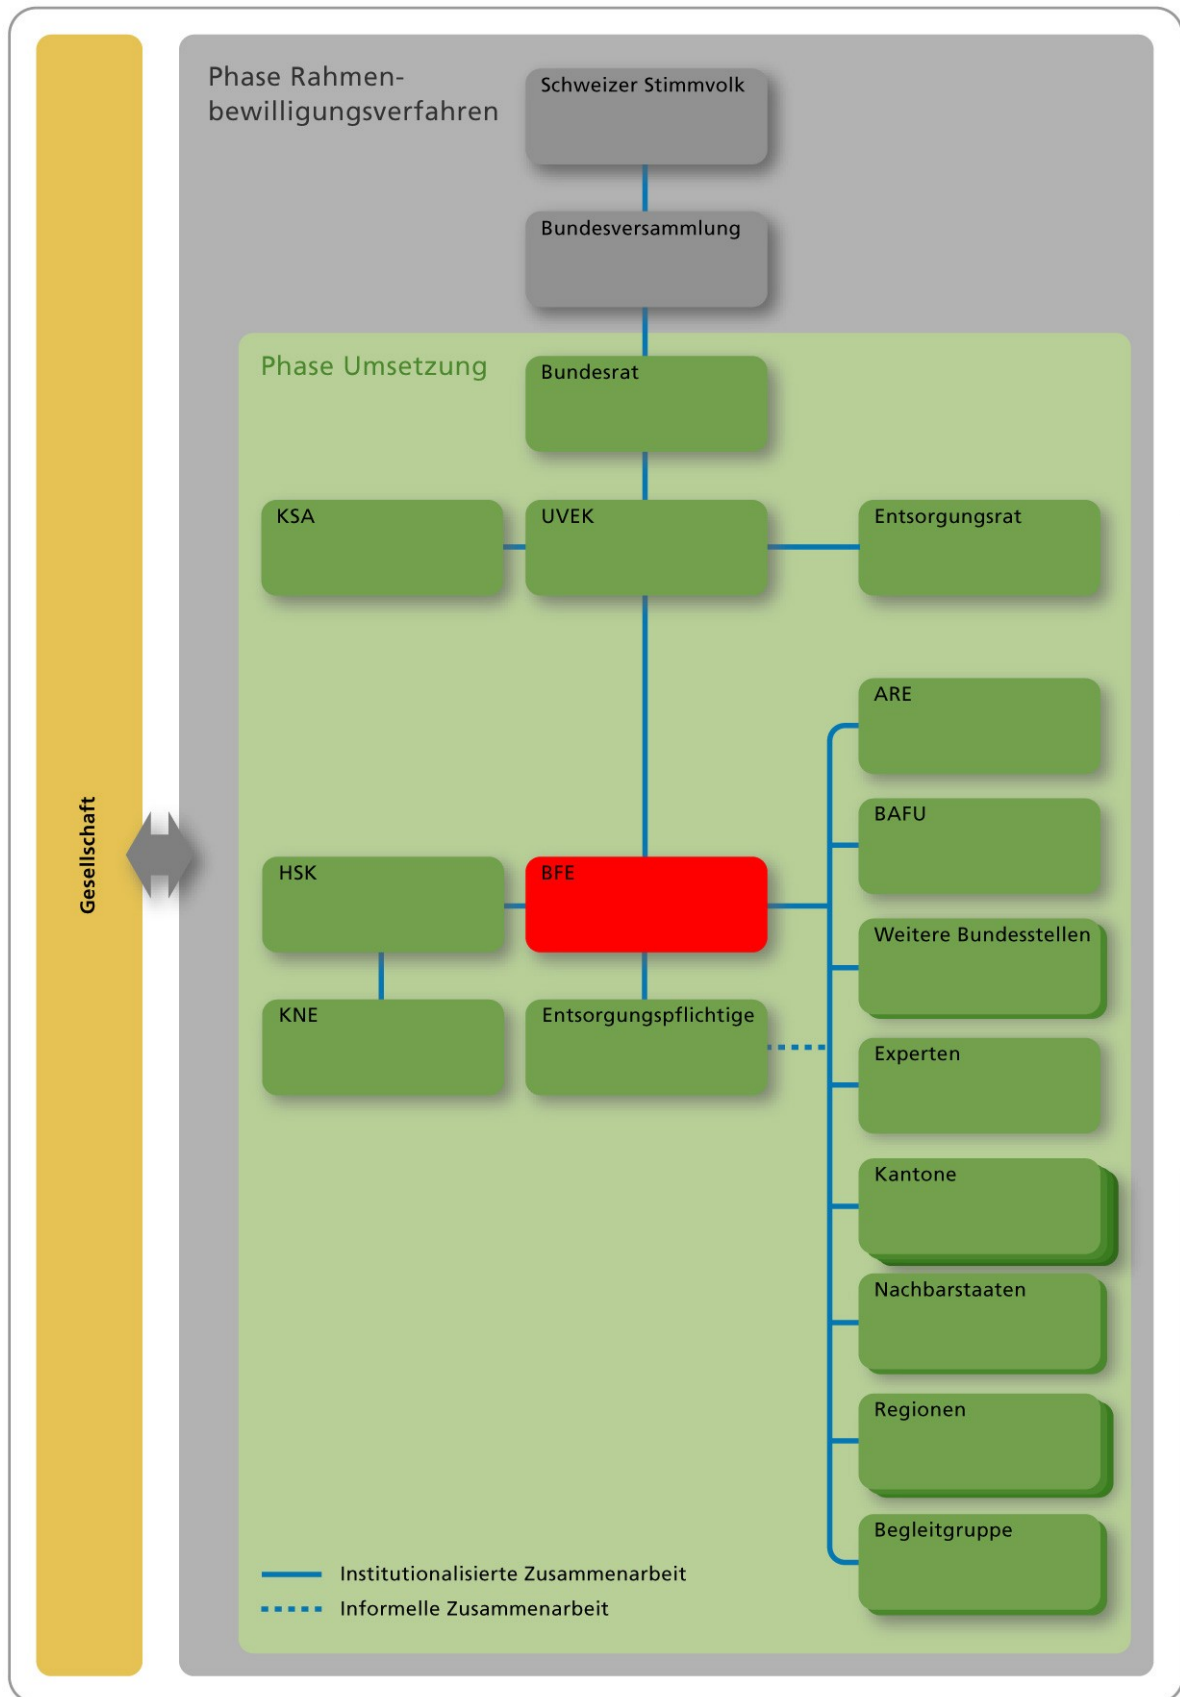 Phase Rahmen-
bewilligungsverfahren
Schweizer Stimmvolk
Bundesversammlung
Phase Umsetzung
Bundesrat
KSA
UVEK
Entsorgungsrat
ARE
BAFU
Gesellschaft
HSK
BFE
Weitere Bundesstellen
KNE
Entsorgungspflichtige
Experten
Kantone
Nachbarstaaten
Regionen
Begleitgruppe
Institutionalisierte Zusammenarbeit
Informelle Zusammenarbeit